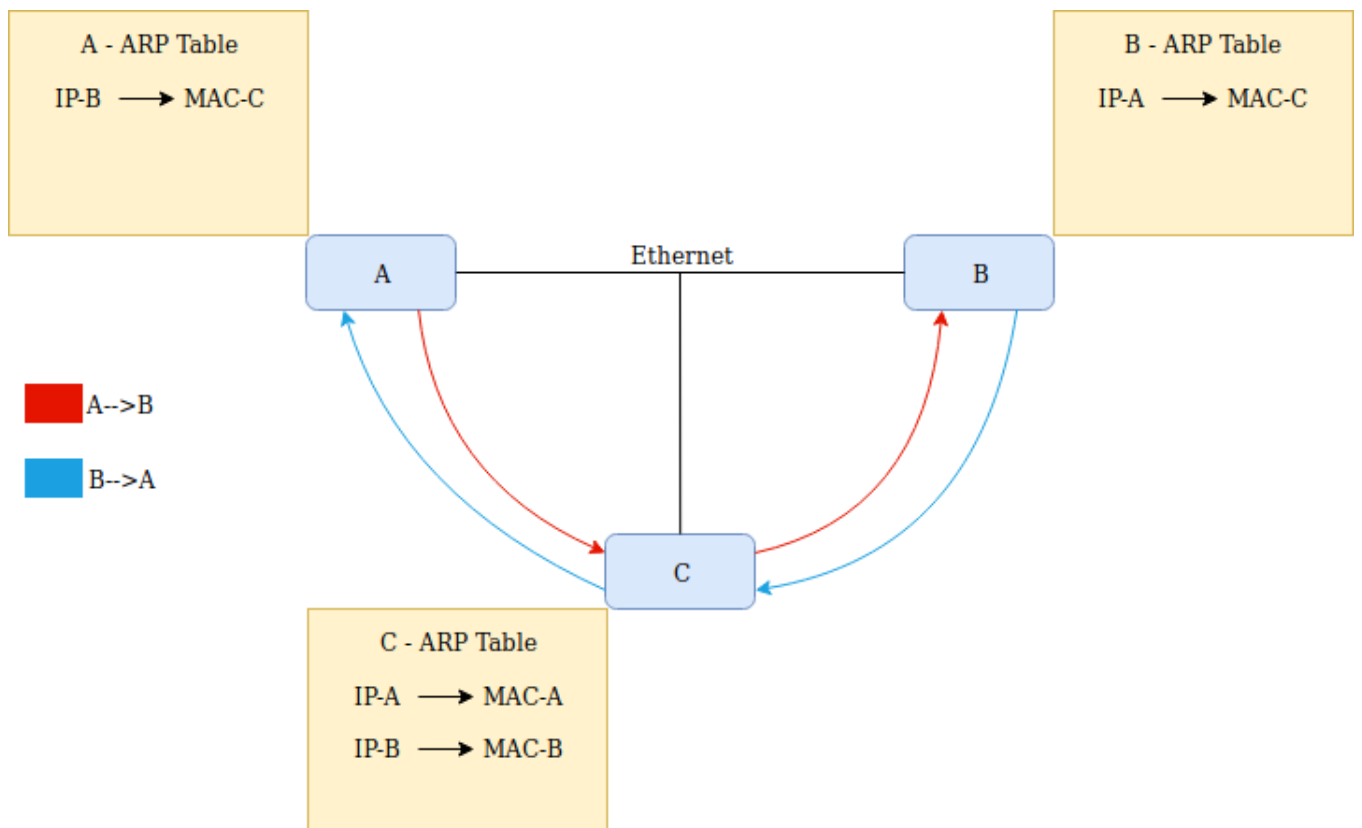 A - ARP Table
IP-B MAC-C
B - ARP Table
IP-A MAC-C
Ethernet
A
B
A-->B
B-->A
C
C - ARP Table
IP-A MAC-A
IP-B MAC-B